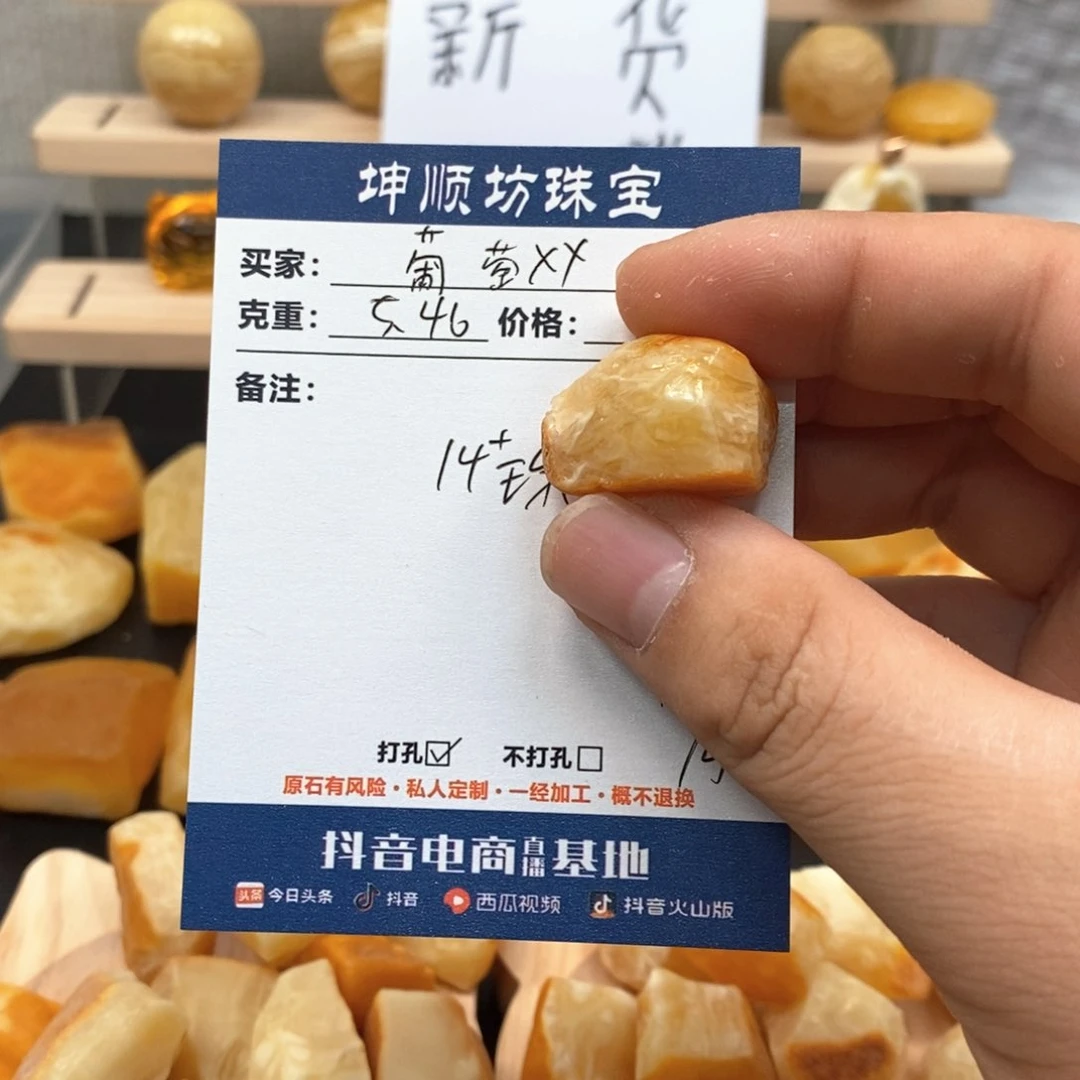 新 货
坤顺坊珠宝
买家： 葡萄XX
克重： 5.46 价格：
备注：
14+珠
打孔☑ 不打孔□
原石有风险·私人定制·一经加工·概不退换
抖音电商直播基地
头条 今日头条 抖音 西瓜视频 抖音火山版